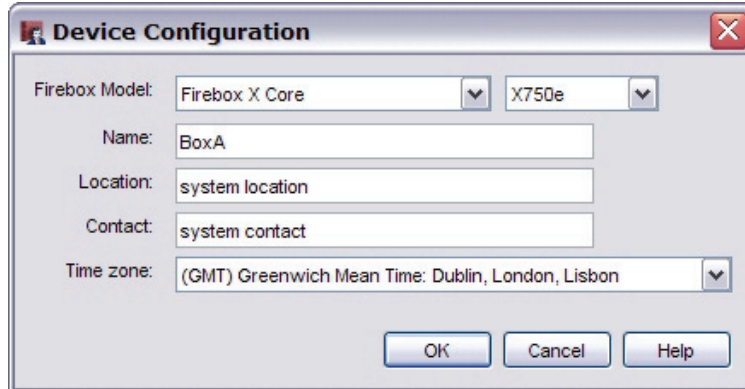 Device Configuration
Firebox Model: Firebox X Core X750e
Name: BoxA
Location: system location
Contact: system contact
Time zone: (GMT) Greenwich Mean Time: Dublin, London, Lisbon
OK Cancel Help